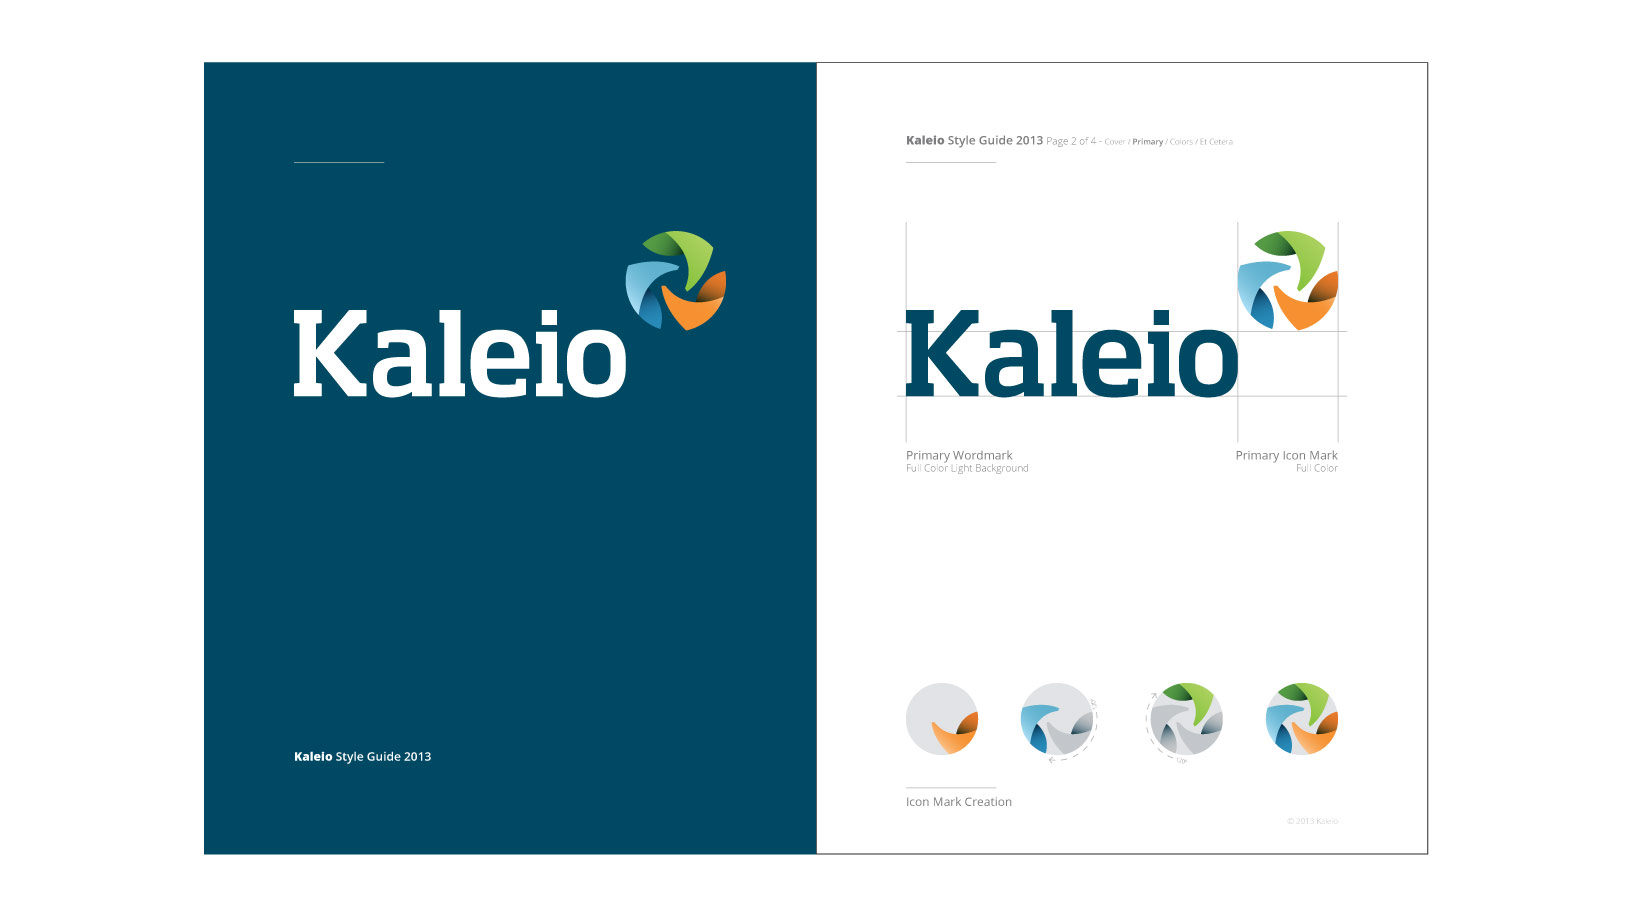 Kaleio
Kaleio Style Guide 2013
Kaleio Style Guide 2013 Page 2 of 4 - Cover / Primary / Colors / Et Cetera
Kaleio
Primary Wordmark
Full Color Light Background
Primary Icon Mark
Full Color
Icon Mark Creation
© 2013 Kaleio